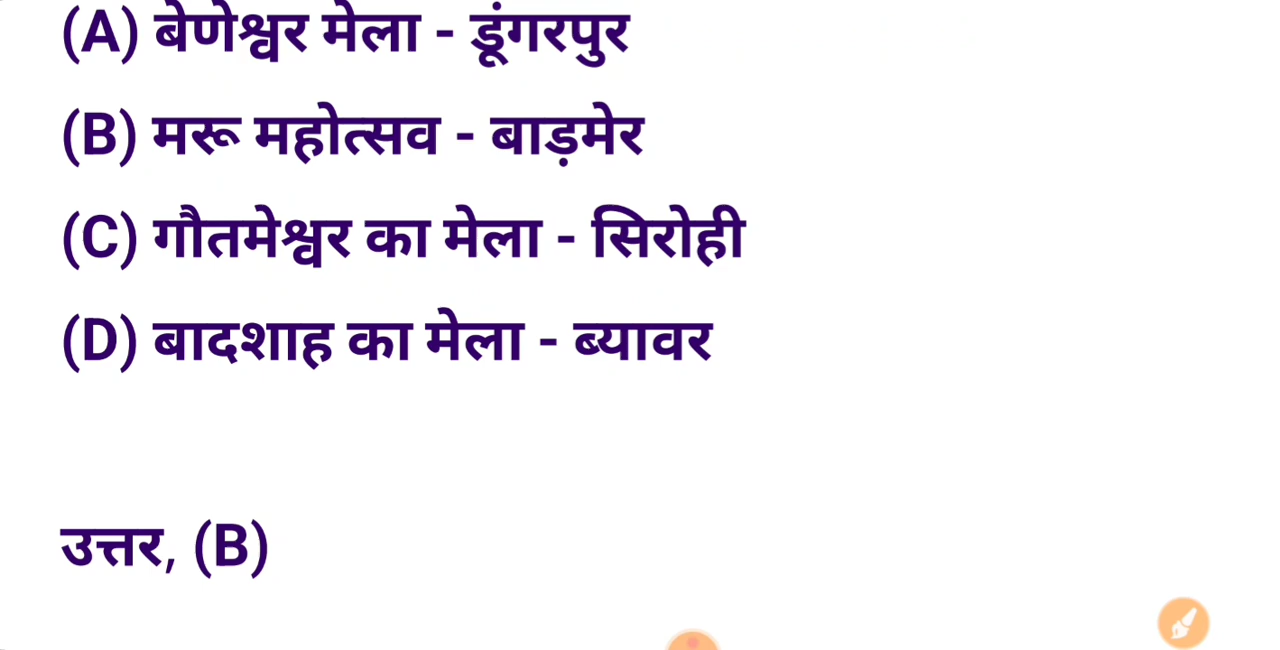 (A) बेणेश्वर मेला - डूंगरपुर
(B) मरू महोत्सव - बाड़मेर
(C) गौतमेश्वर का मेला - सिरोही
(D) बादशाह का मेला - ब्यावर
उत्तर, (B)